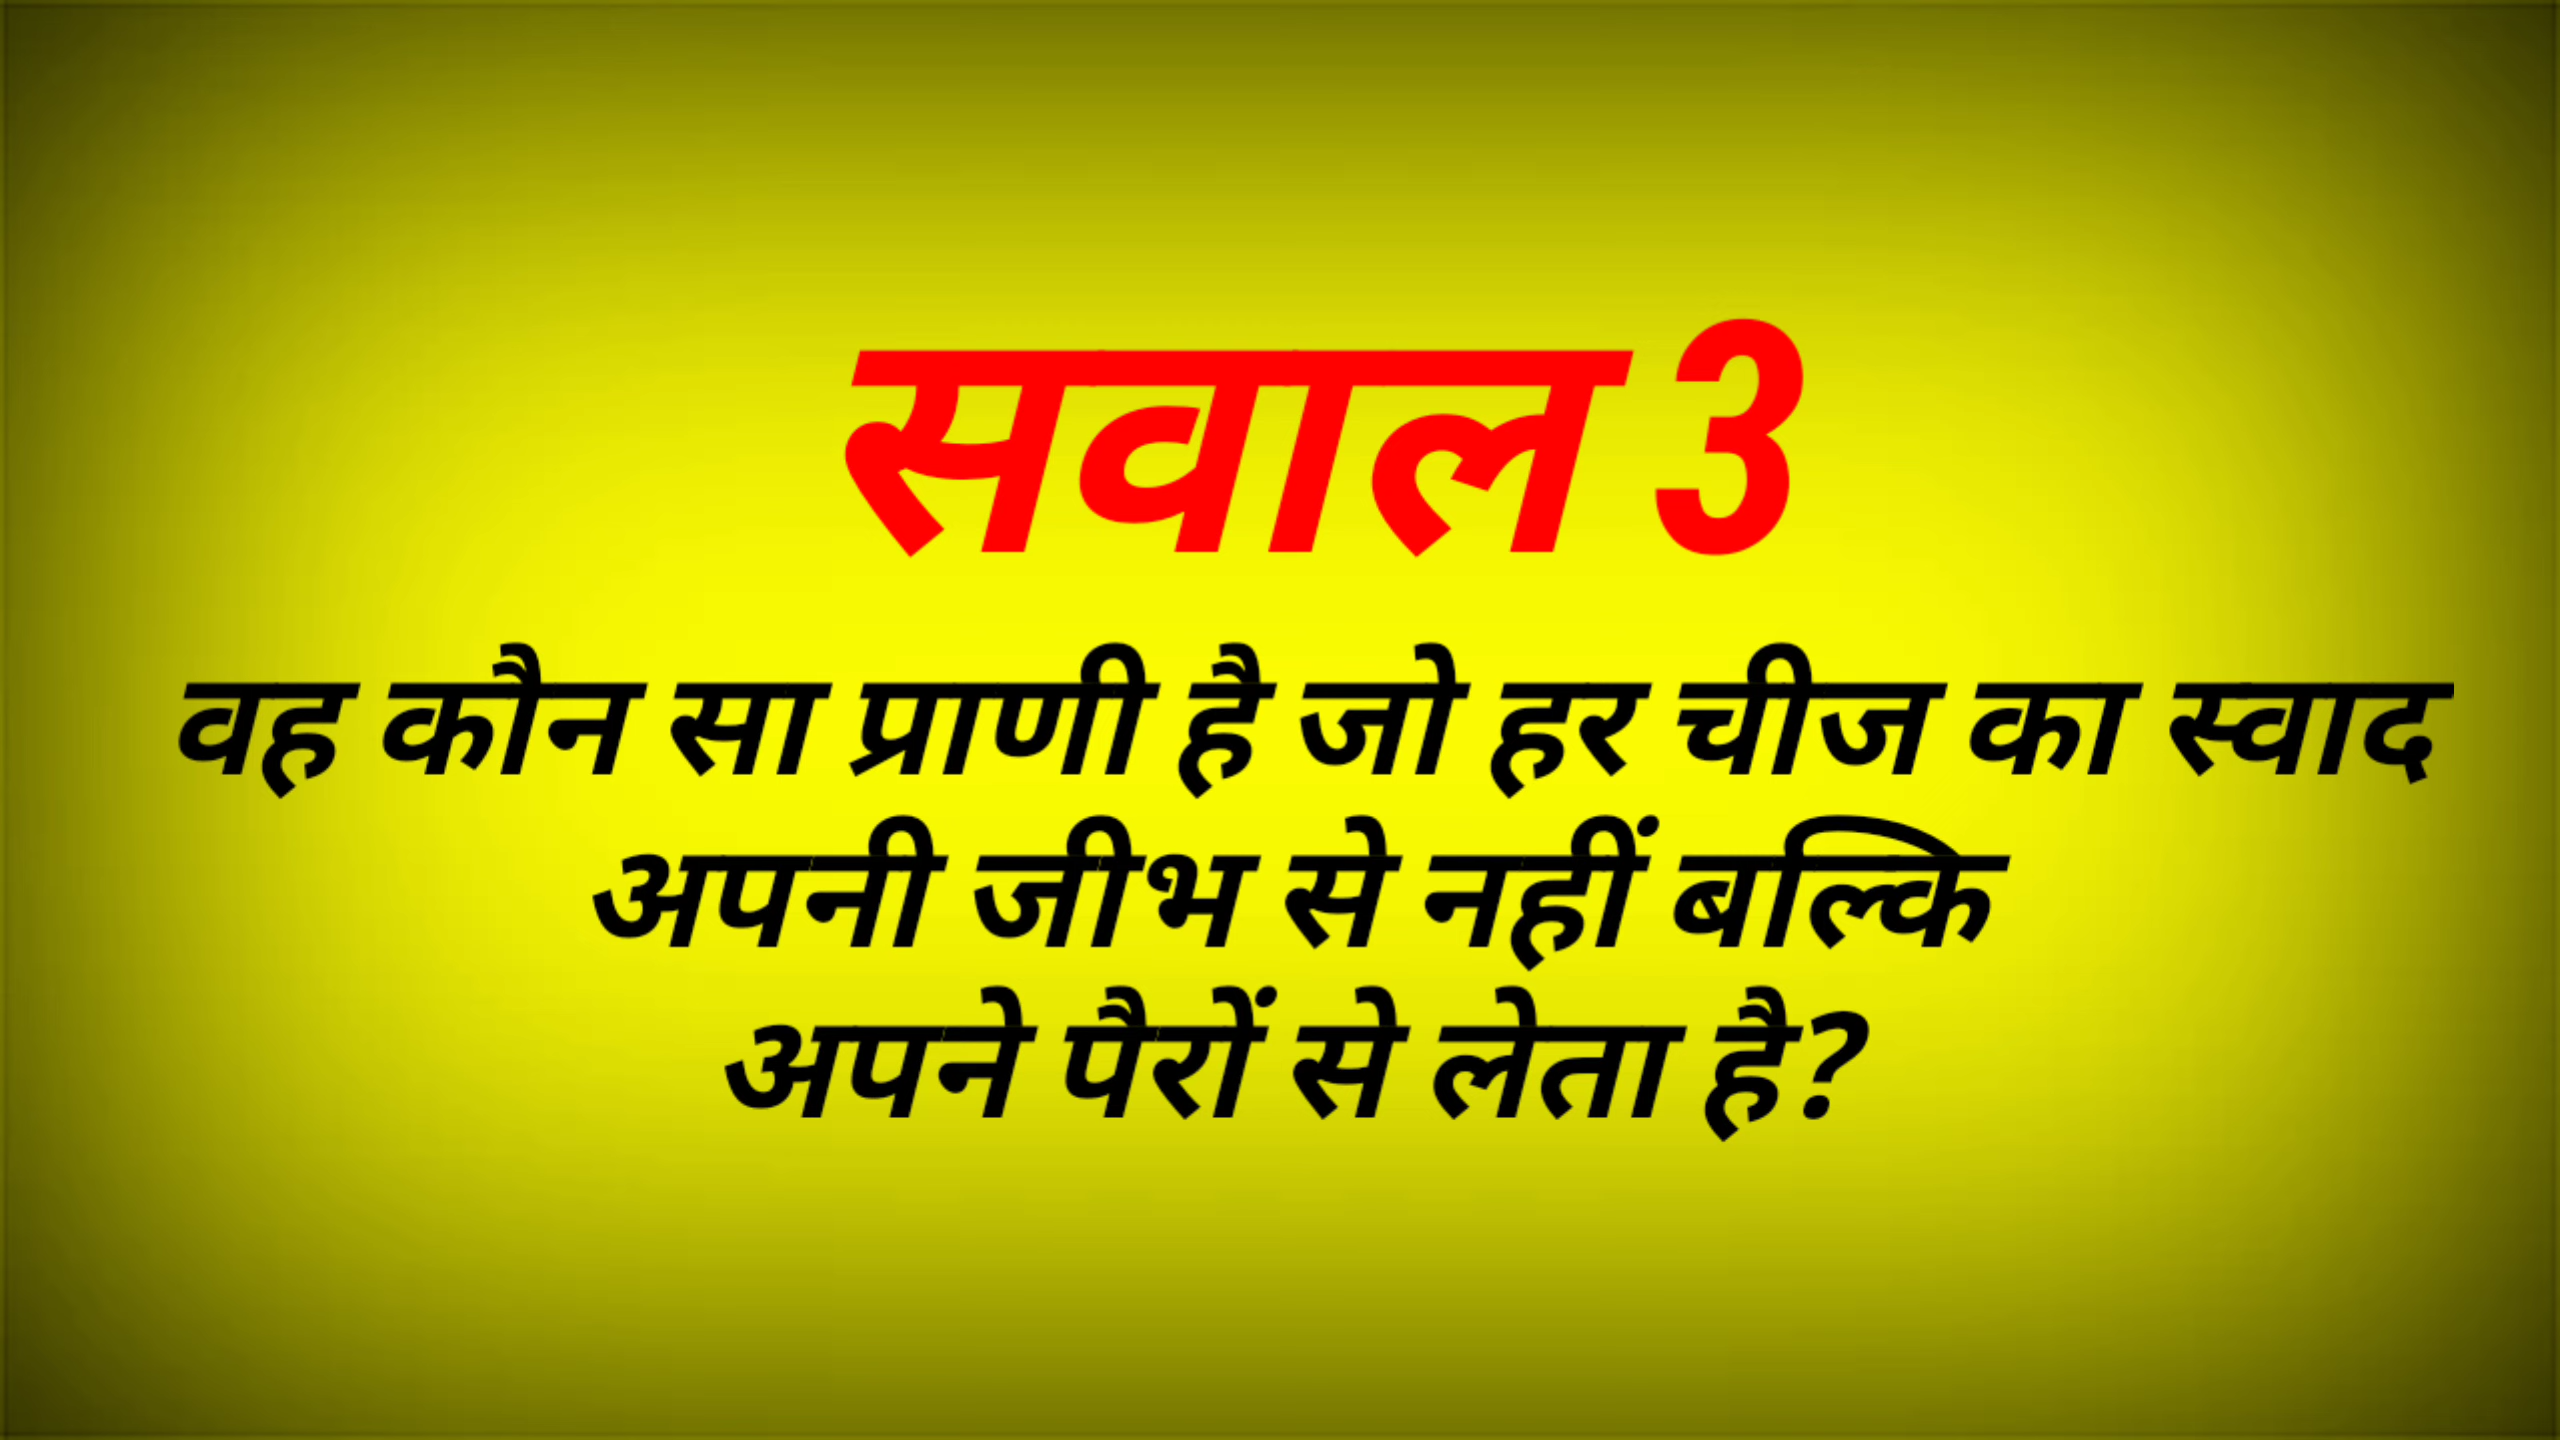 सवाल 3
वह कौन सा प्राणी है जो हर चीज का स्वाद
अपनी जीभ से नहीं बल्कि
अपने पैरों से लेता है?